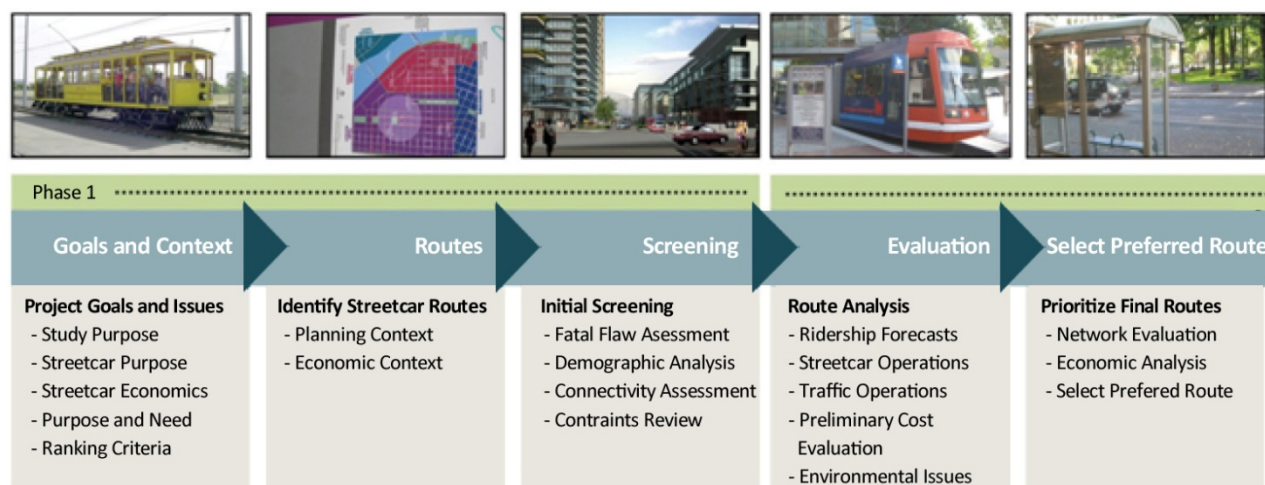 Phase 1
Goals and Context
Routes
Screening
Evaluation
Select Preferred Route
Project Goals and Issues
- Study Purpose
- Streetcar Purpose
- Streetcar Economics
- Purpose and Need
- Ranking Criteria
Identify Streetcar Routes
- Planning Context
- Economic Context
Initial Screening
- Fatal Flaw Asessment
- Demographic Analysis
- Connectivity Assessment
- Contraints Review
Route Analysis
- Ridership Forecasts
- Streetcar Operations
- Traffic Operations
- Preliminary Cost
Evaluation
- Environmental Issues
Prioritize Final Routes
- Network Evaluation
- Economic Analysis
- Select Prefered Route